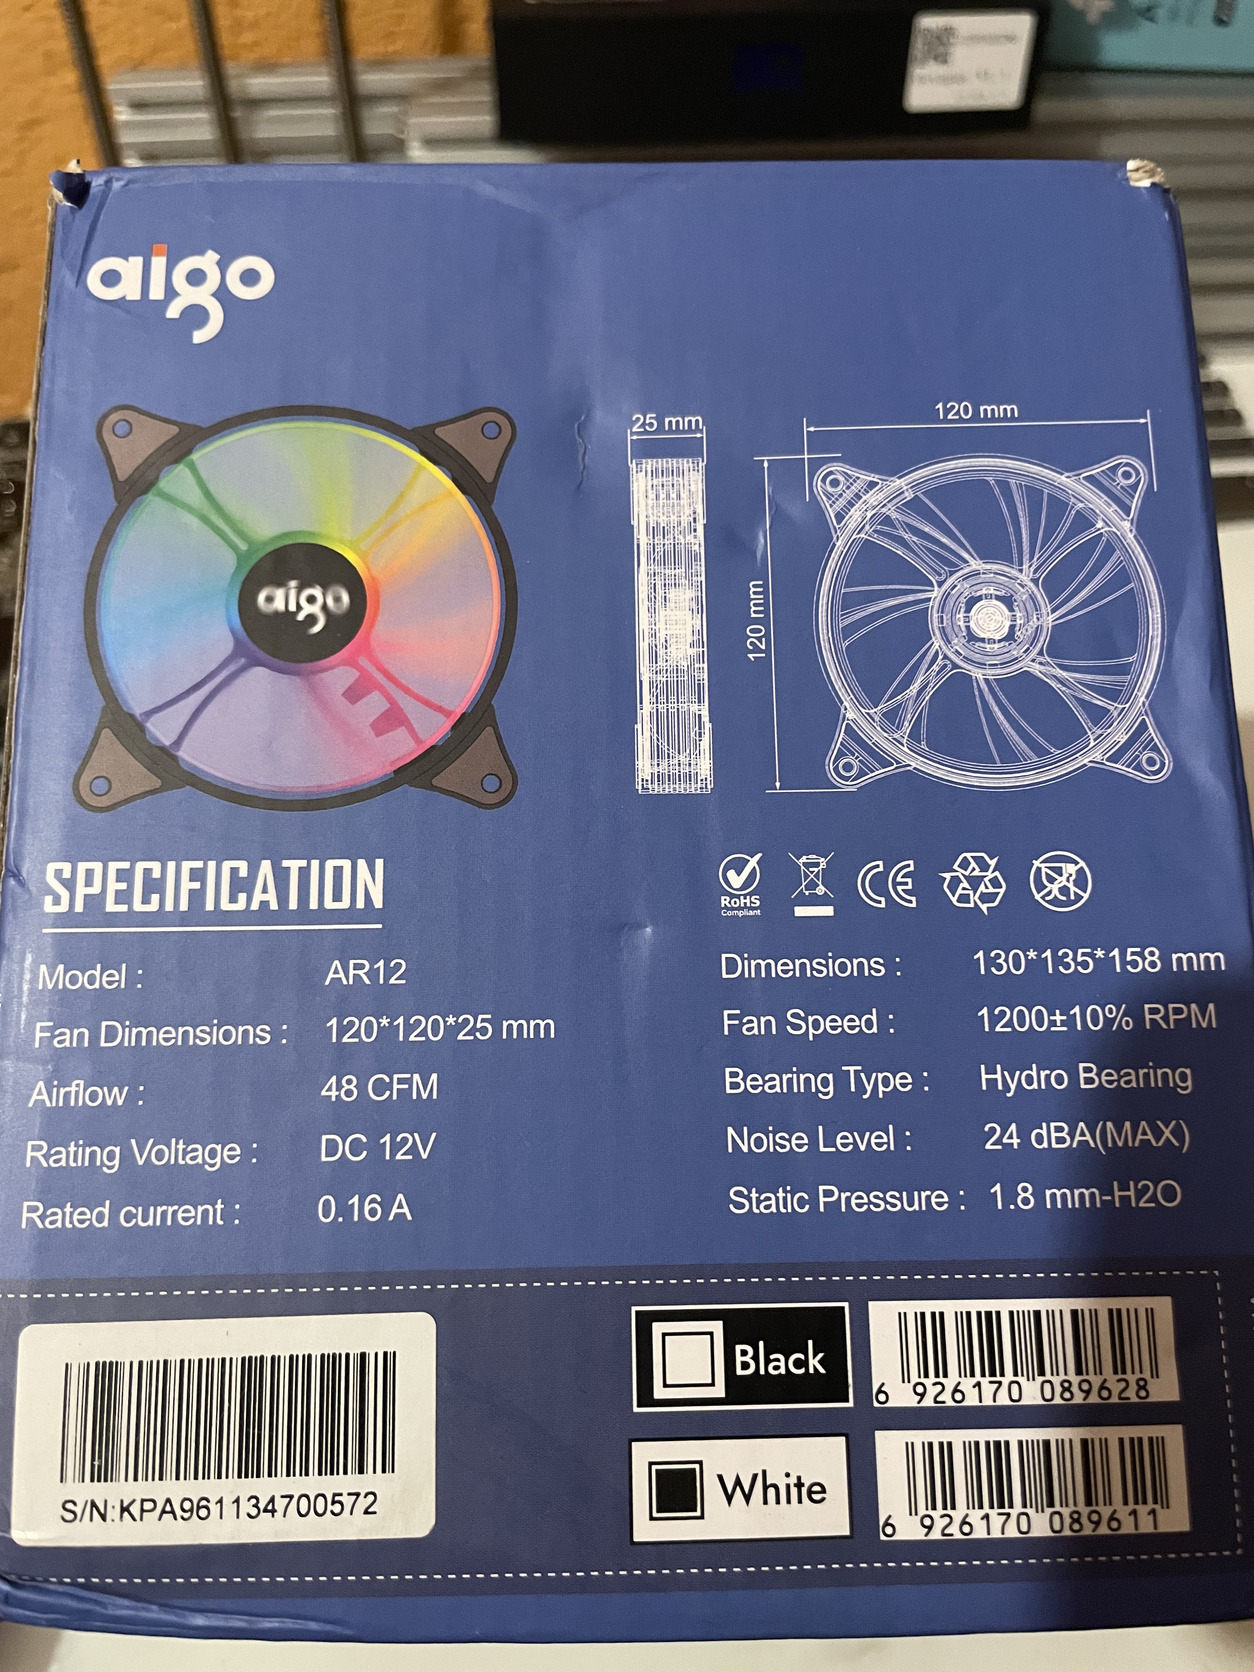 aigo
aigo
25 mm
120 mm
120 mm
SPECIFICATION
RoHS
Compliant
CE
Model : AR12
Fan Dimensions : 120*120*25 mm
Airflow : 48 CFM
Rating Voltage : DC 12V
Rated current : 0.16 A
Dimensions : 130*135*158 mm
Fan Speed : 1200±10% RPM
Bearing Type : Hydro Bearing
Noise Level : 24 dBA(MAX)
Static Pressure : 1.8 mm-H2O
S/N:KPA961134700572
Black
6 926170 089628
White
6 926170 089611